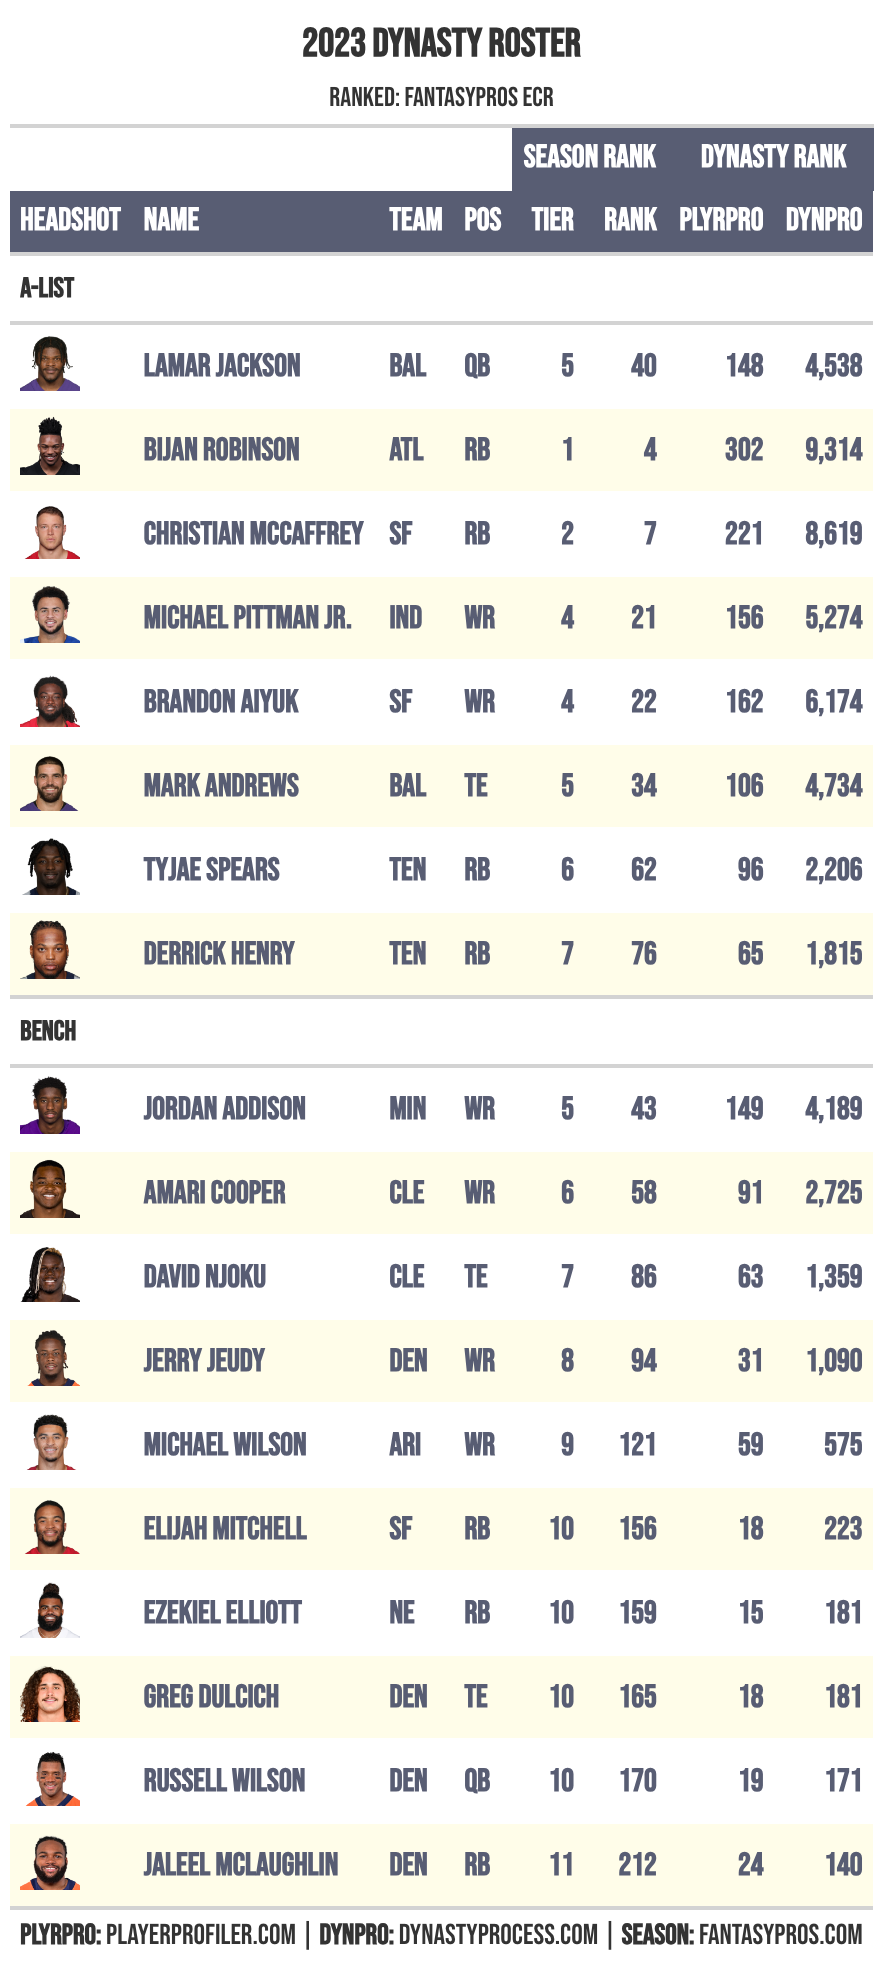 2023 DYNASTY ROSTER
RANKED: FANTASYPROS ECR
SEASON RANK DYNASTY RANK
HEADSHOT NAME TEAM POS TIER RANK PLYRPRO DYNPRO
A-LIST
LAMAR JACKSON BAL QB 5 40 148 4,538
BIJAN ROBINSON ATL RB 1 4 302 9,314
CHRISTIAN MCCAFFREY SF RB 2 7 221 8,619
MICHAEL PITTMAN JR. IND WR 4 21 156 5,274
BRANDON AIYUK SF WR 4 22 162 6,174
MARK ANDREWS BAL TE 5 34 106 4,734
TYJAE SPEARS TEN RB 6 62 96 2,206
DERRICK HENRY TEN RB 7 76 65 1,815
BENCH
JORDAN ADDISON MIN WR 5 43 149 4,189
AMARI COOPER CLE WR 6 58 91 2,725
DAVID NJOKU CLE TE 7 86 63 1,359
JERRY JEUDY DEN WR 8 94 31 1,090
MICHAEL WILSON ARI WR 9 121 59 575
ELIJAH MITCHELL SF RB 10 156 18 223
EZEKIEL ELLIOTT NE RB 10 159 15 181
GREG DULCICH DEN TE 10 165 18 181
RUSSELL WILSON DEN QB 10 170 19 171
JALEEL MCLAUGHLIN DEN RB 11 212 24 140
PLYRPRO: PLAYERPROFILER.COM | DYNPRO: DYNASTYPROCESS.COM | SEASON: FANTASYPROS.COM